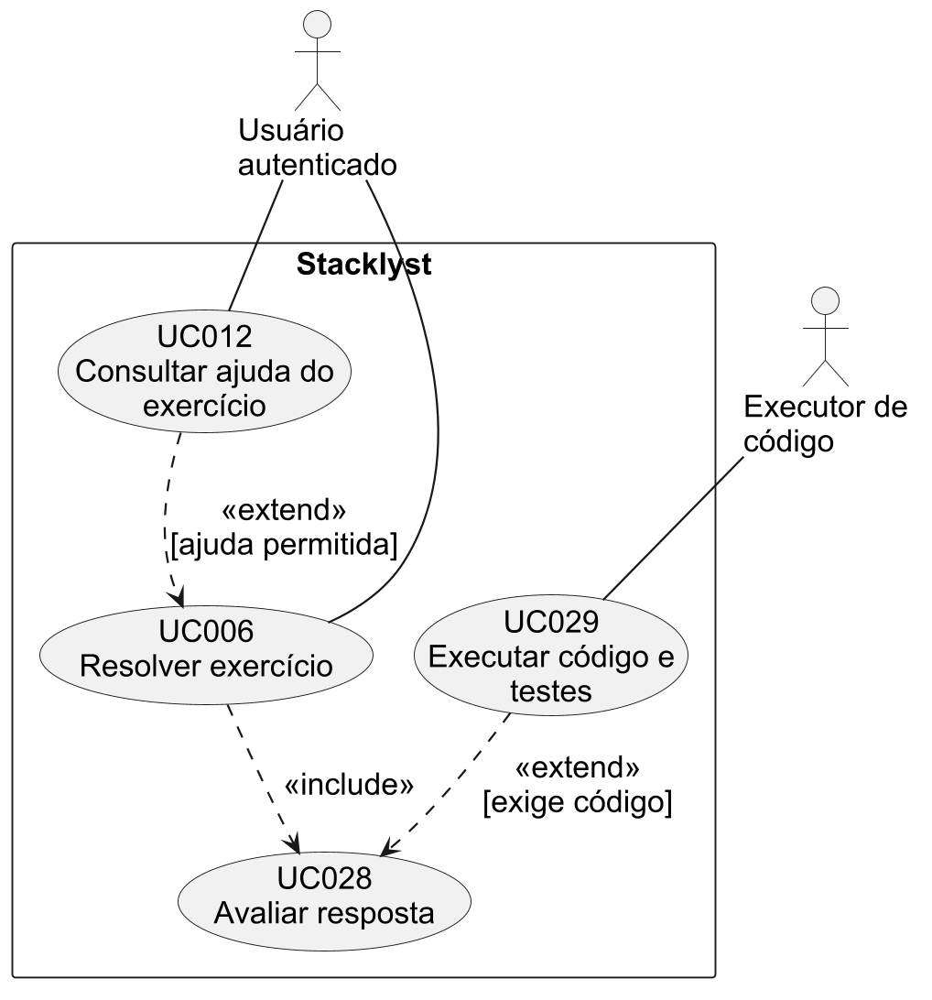 Usuário
autenticado
Stacklyst
UC012
Consultar ajuda do
exercício
Executor de
código
«extend»
[ajuda permitida]
UC006
Resolver exercício
UC029
Executar código e
testes
«include»
«extend»
[exige código]
UC028
Avaliar resposta